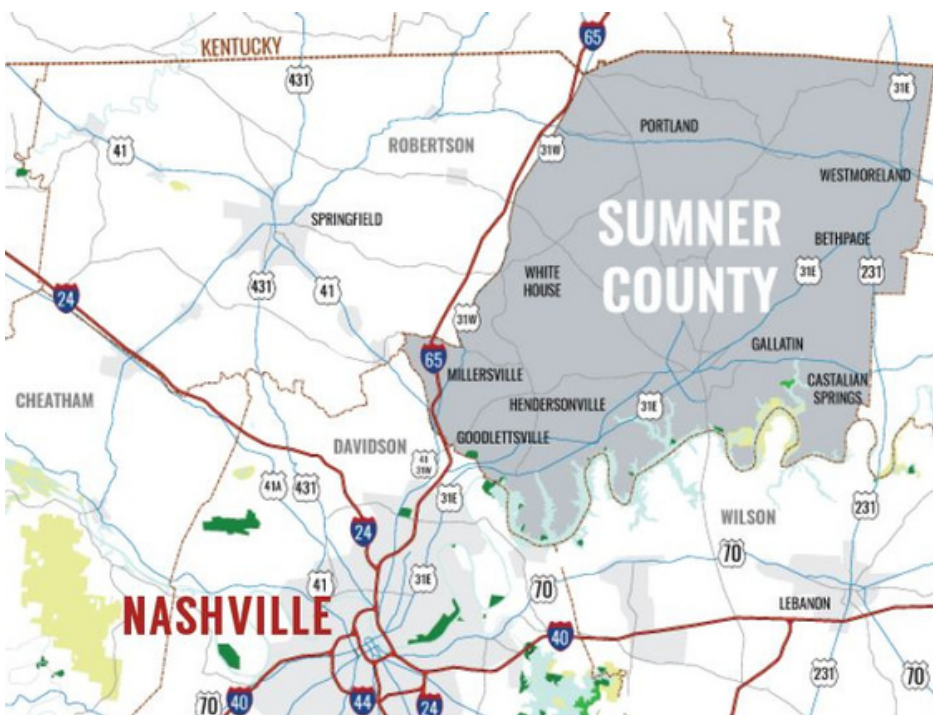 65
KENTUCKY
431
31E
PORTLAND
41
ROBERTSON
31W
WESTMORELAND
SPRINGFIELD
SUMNER
COUNTY
BETHPAGE
WHITE
HOUSE
31E
231
431
41
24
31W
GALLATIN
65
MILLERSVILLE
CASTALIAN
SPRINGS
CHEATHAM
HENDERSONVILLE
31E
DAVIDSON
GOODLETTSVILLE
41
31W
41A
431
31E
231
WILSON
24
70
41
31E
70
NASHVILLE
LEBANON
40
231
70
70
40
44
24